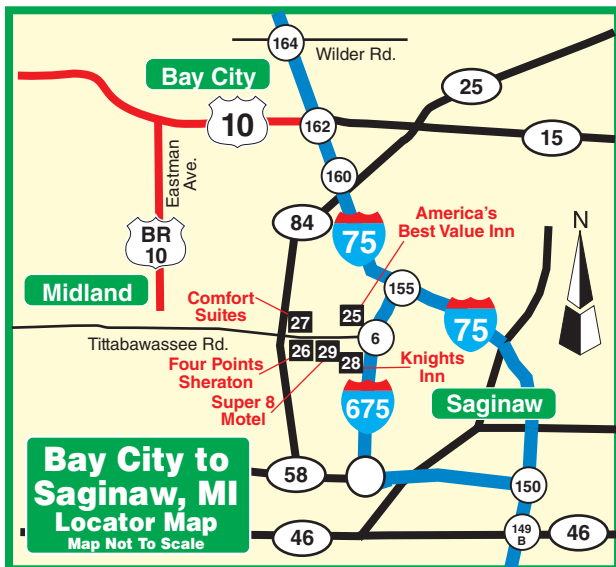 164
Wilder Rd.
Bay City
25
10
162
15
Eastman
Ave.
160
84
America's
Best Value Inn
N
75
BR
10
155
Midland
Comfort
Suites
27
25
75
6
Tittabawassee Rd.
26
29
28
Four Points
Sheraton
Knights
Inn
Super 8
Motel
675
Saginaw
Bay City to
Saginaw, MI
Locator Map
Map Not To Scale
58
150
46
149
B
46